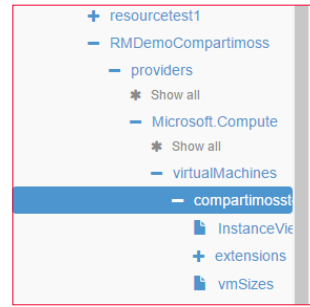 resourcetest1
RMDemoCompartimoss
providers
Show all
Microsoft.Compute
Show all
virtualMachines
compartimosst
InstanceVie
extensions
vmSizes